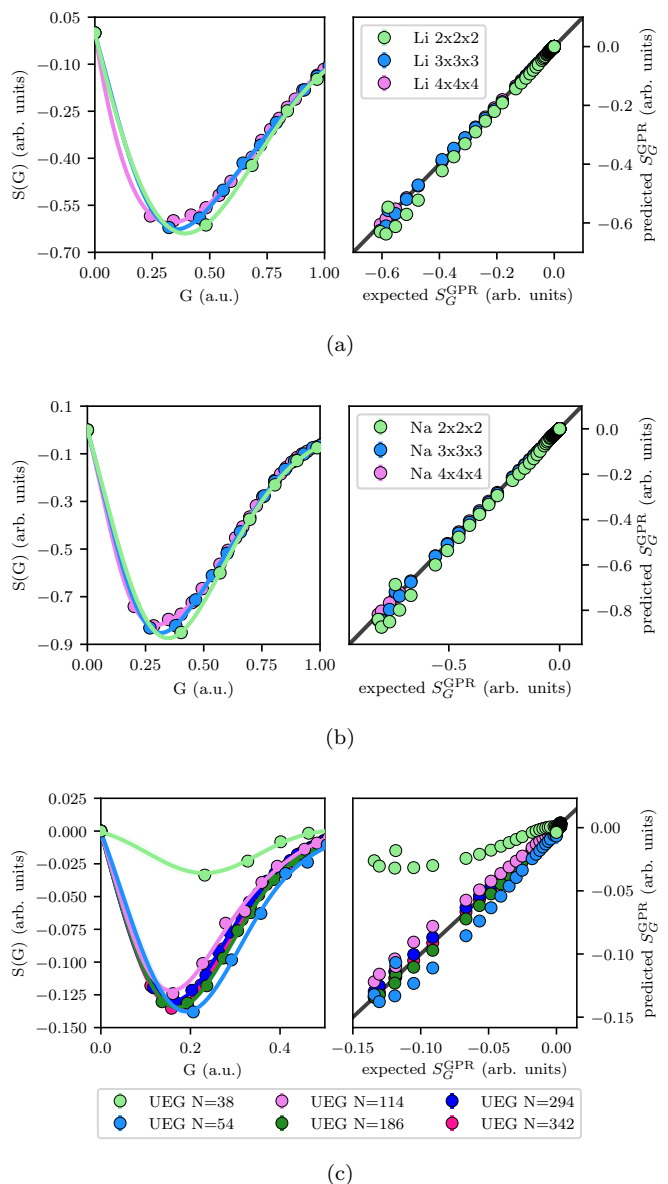 0.05
−0.10
−0.25
−0.40
−0.55
−0.70
S(G) (arb. units)
0.00 0.25 0.50 0.75 1.00
G (a.u.)
Li 2x2x2
Li 3x3x3
Li 4x4x4
0.0
−0.2
−0.4
−0.6
predicted S_G^GPR (arb. units)
−0.6 −0.4 −0.2 0.0
expected S_G^GPR (arb. units)
(a)
0.1
−0.1
−0.3
−0.5
−0.7
−0.9
S(G) (arb. units)
0.00 0.25 0.50 0.75 1.00
G (a.u.)
Na 2x2x2
Na 3x3x3
Na 4x4x4
0.0
−0.2
−0.4
−0.6
−0.8
predicted S_G^GPR (arb. units)
−0.5 0.0
expected S_G^GPR (arb. units)
(b)
0.025
0.000
−0.025
−0.050
−0.075
−0.100
−0.125
−0.150
S(G) (arb. units)
0.0 0.2 0.4
G (a.u.)
0.00
−0.05
−0.10
−0.15
predicted S_G^GPR (arb. units)
−0.15 −0.10 −0.05 0.00
expected S_G^GPR (arb. units)
UEG N=38 UEG N=114 UEG N=294
UEG N=54 UEG N=186 UEG N=342
(c)